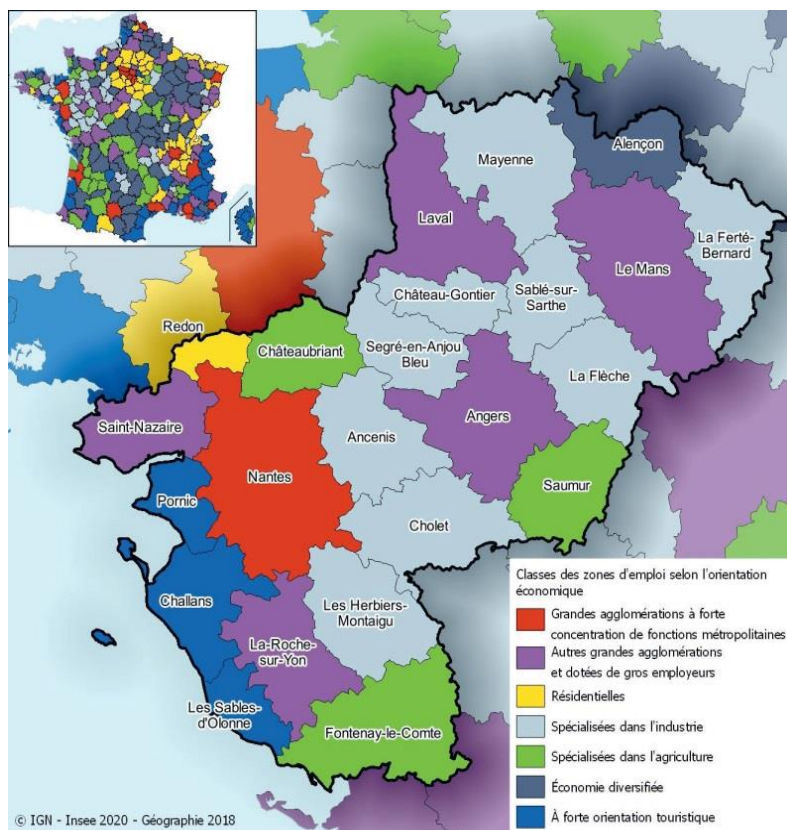 Mayenne
Alençon
Laval
La Ferté-
Bernard
Le Mans
Château-Gontier
Sablé-sur-
Sarthe
Redon
Châteaubriant
Segré-en-Anjou
Bleu
La Flèche
Saint-Nazaire
Ancenis
Angers
Nantes
Saumur
Pornic
Cholet
Challans
Les Herbiers-
Montaigu
La-Roche-
sur-Yon
Les Sables-
d'Olonne
Fontenay-le-Comte
Classes des zones d'emploi selon l'orientation
économique
Grandes agglomérations à forte
concentration de fonctions métropolitaines
Autres grandes agglomérations
et dotées de gros employeurs
Résidentielles
Spécialisées dans l'industrie
Spécialisées dans l'agriculture
Économie diversifiée
À forte orientation touristique
© IGN - Insee 2020 - Géographie 2018